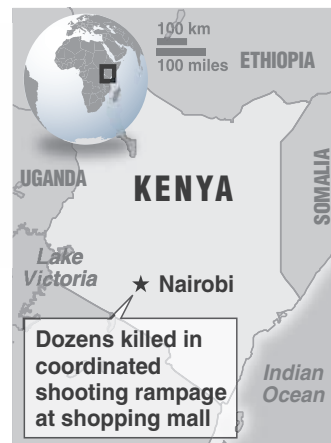 100 km
100 miles
ETHIOPIA
UGANDA
KENYA
SOMALIA
Lake
Victoria
★ Nairobi
Dozens killed in
coordinated
shooting rampage
at shopping mall
Indian
Ocean